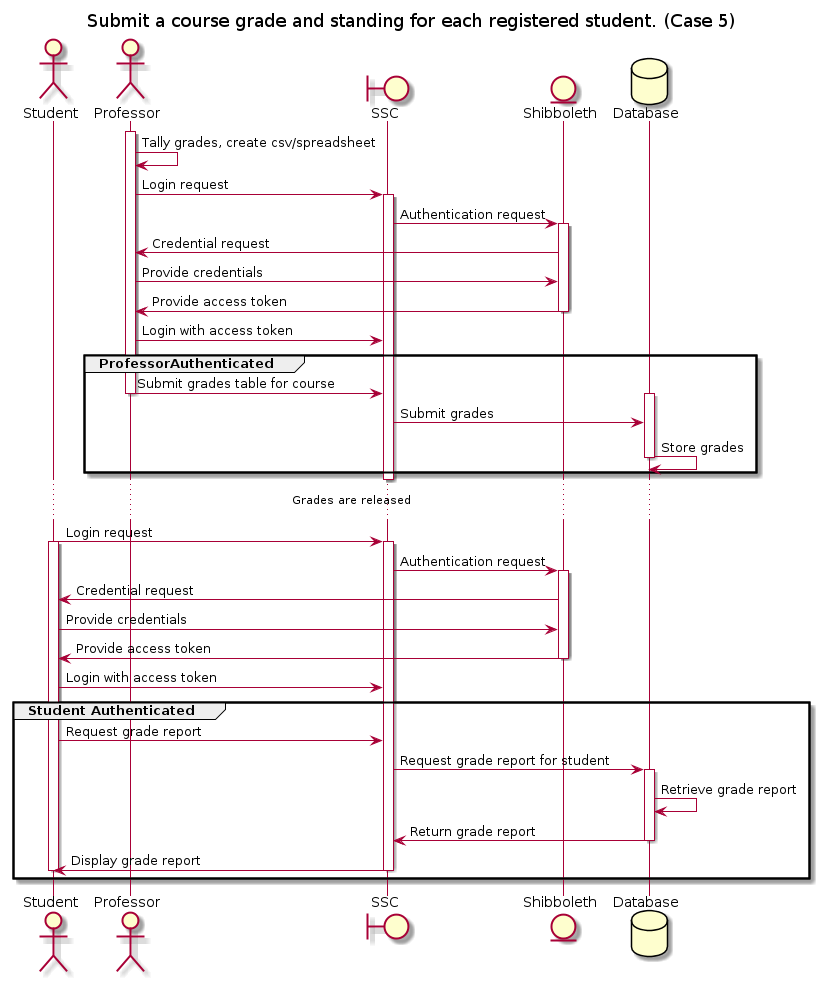 Submit a course grade and standing for each registered student. (Case 5)
Student Professor SSC Shibboleth Database
Tally grades, create csv/spreadsheet
Login request
Authentication request
Credential request
Provide credentials
Provide access token
Login with access token
ProfessorAuthenticated
Submit grades table for course
Submit grades
Store grades
Grades are released
Login request
Authentication request
Credential request
Provide credentials
Provide access token
Login with access token
Student Authenticated
Request grade report
Request grade report for student
Retrieve grade report
Return grade report
Display grade report
Student Professor SSC Shibboleth Database